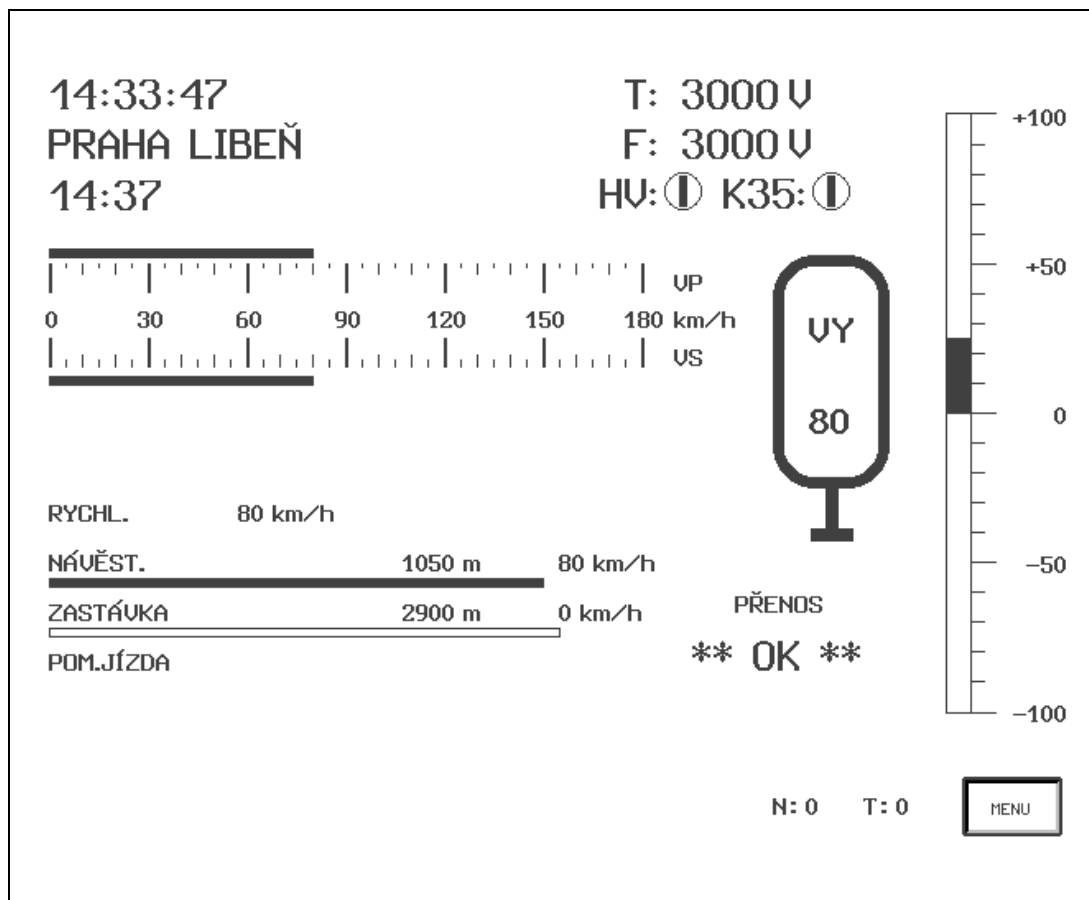 14:33:47
T: 3000 V
PRAHA LIBEŇ
F: 3000 V
14:37
HV: K35:
+100
+50
0
-50
-100
VP
0 30 60 90 120 150 180 km/h
VS
VY
80
RYCHL. 80 km/h
NÁVĚST. 1050 m 80 km/h
ZASTÁVKA 2900 m 0 km/h
POM.JÍZDA
PŘENOS
** OK **
N: 0 T: 0
MENU